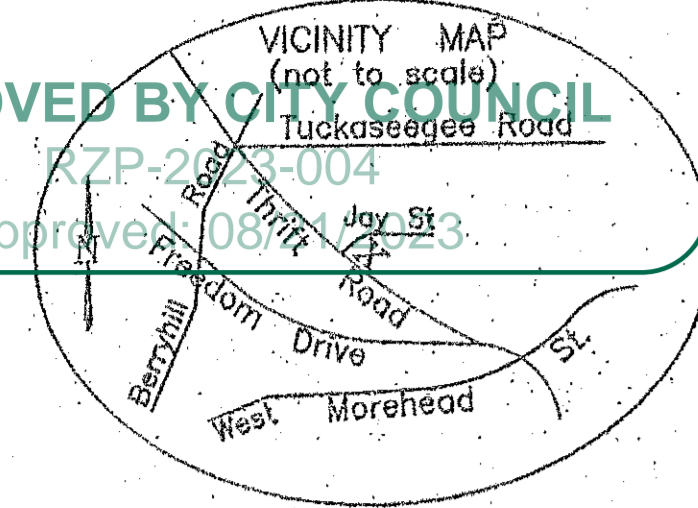 VICINITY MAP
(not to scale)
OVED BY CITY COUNCIL
Tuckaseegee Road
RZP-2023-004
Road
Thrift
Jay St
pproved: 08/21/2023
N
Freedom
Road
Berryhill
Drive
St.
West Morehead